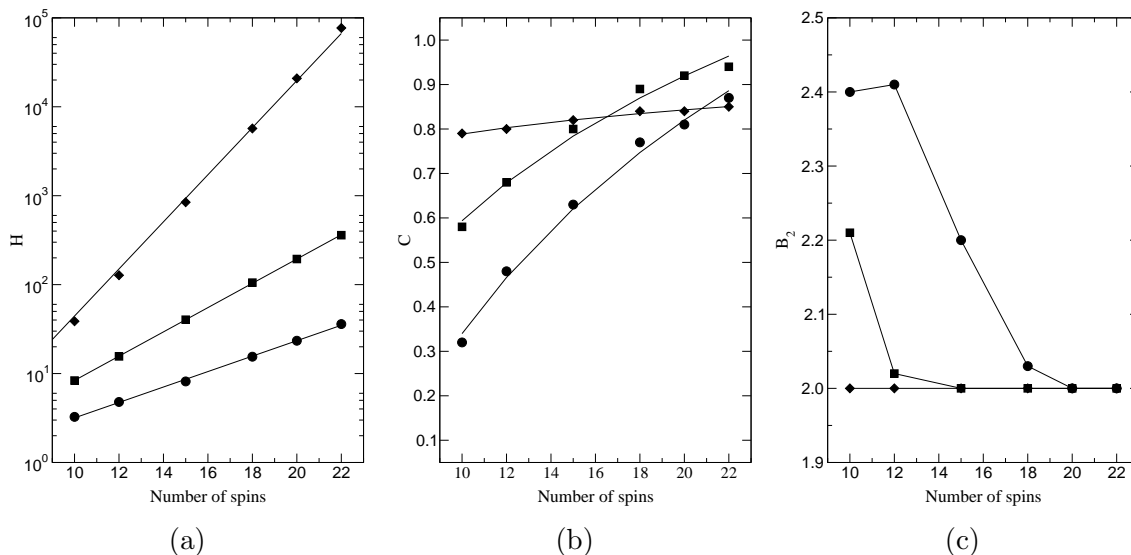 10^5
10^4
10^3
10^2
10^1
10^0
H
10 12 14 16 18 20 22
Number of spins
(a)
1.0
0.9
0.8
0.7
0.6
0.5
0.4
0.3
0.2
0.1
C
10 12 14 16 18 20 22
Number of spins
(b)
2.5
2.4
2.3
2.2
2.1
2.0
1.9
B_2
10 12 14 16 18 20 22
Number of spins
(c)